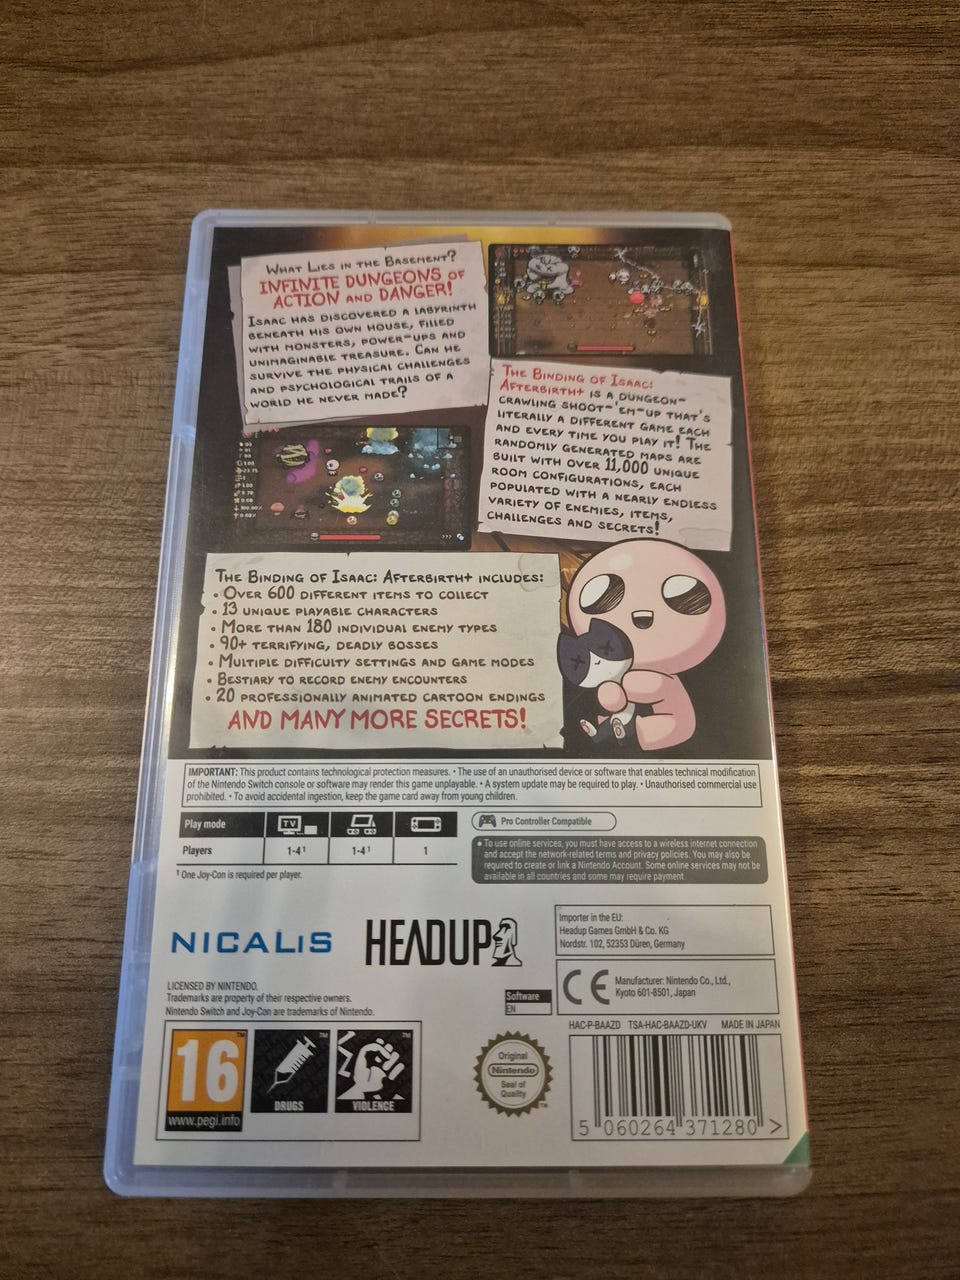 What Lies in the Basement?
INFINITE DUNGEONS OF
ACTION AND DANGER!
Isaac has discovered a labyrinth
beneath his own house, filled
with monsters, power-ups and
unimaginable treasure. Can he
survive the physical challenges
and psychological trails of a
world he never made?
The Binding of Isaac:
Afterbirth+ is a dungeon-
crawling shoot-'em-up that's
literally a different game each
and every time you play it! The
randomly generated maps are
built with over 11,000 unique
room configurations, each
populated with a nearly endless
variety of enemies, items,
challenges and secrets!
The Binding of Isaac: Afterbirth+ includes:
• Over 600 different items to collect
• 13 unique playable characters
• More than 180 individual enemy types
• 90+ terrifying, deadly bosses
• Multiple difficulty settings and game modes
• Bestiary to record enemy encounters
• 20 professionally animated cartoon endings
AND MANY MORE SECRETS!
IMPORTANT: This product contains technological protection measures. • The use of an unauthorised device or software that enables technical modification
of the Nintendo Switch console or software may render this game unplayable. • A system update may be required to play. • Unauthorised commercial use
prohibited. • To avoid accidental ingestion, keep the game card away from young children.
Play mode TV
Players 1-4¹ 1-4¹ 1
¹ One Joy-Con is required per player.
Pro Controller Compatible
• To use online services, you must have access to a wireless internet connection
and accept the network-related terms and privacy policies. You may also be
required to create or link a Nintendo Account. Some online services may not be
available in all countries and some may require payment.
NICALiS
HEADUP
Importer in the EU:
Headup Games GmbH & Co. KG
Nordstr. 102, 52353 Düren, Germany
CE
Manufacturer: Nintendo Co., Ltd.,
Kyoto 601-8501, Japan
LICENSED BY NINTENDO.
Trademarks are property of their respective owners.
Nintendo Switch and Joy-Con are trademarks of Nintendo.
Software
EN
HAC-P-BAAZD TSA-HAC-BAAZD-UKV MADE IN JAPAN
16 TM
www.pegi.info
TM
DRUGS
TM
VIOLENCE
Original
Nintendo
Seal of
Quality
TM
5 060264 371280 >